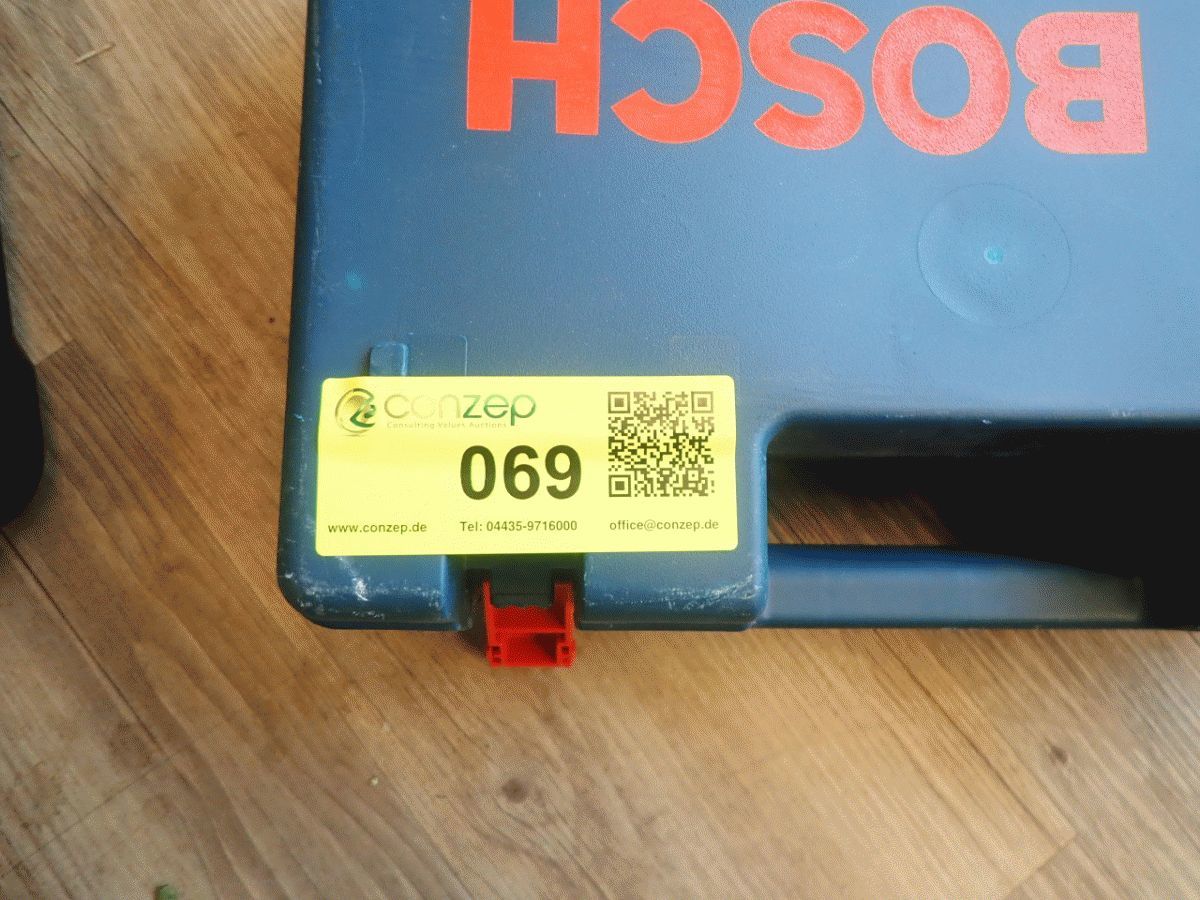 BOSCH
conzep
Consulting Values Auctions
069
www.conzep.de Tel: 04435-9716000 office@conzep.de